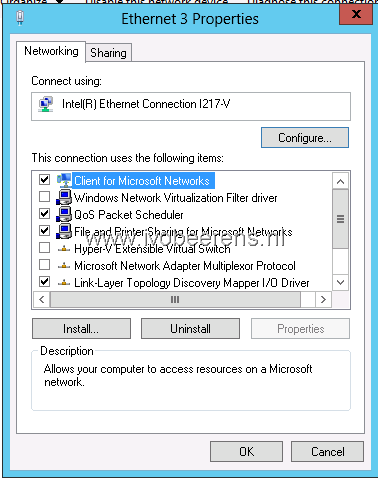 Organize
Disable this network device
Diagnose this connection
Ethernet 3 Properties
Networking
Sharing
Connect using:
Intel(R) Ethernet Connection I217-V
Configure...
This connection uses the following items:
Client for Microsoft Networks
Windows Network Virtualization Filter driver
QoS Packet Scheduler
File and Printer Sharing for Microsoft Networks
www.ivobeerens.nl
Hyper-V Extensible Virtual Switch
Microsoft Network Adapter Multiplexor Protocol
Link-Layer Topology Discovery Mapper I/O Driver
Install...
Uninstall
Properties
Description
Allows your computer to access resources on a Microsoft
network.
OK
Cancel